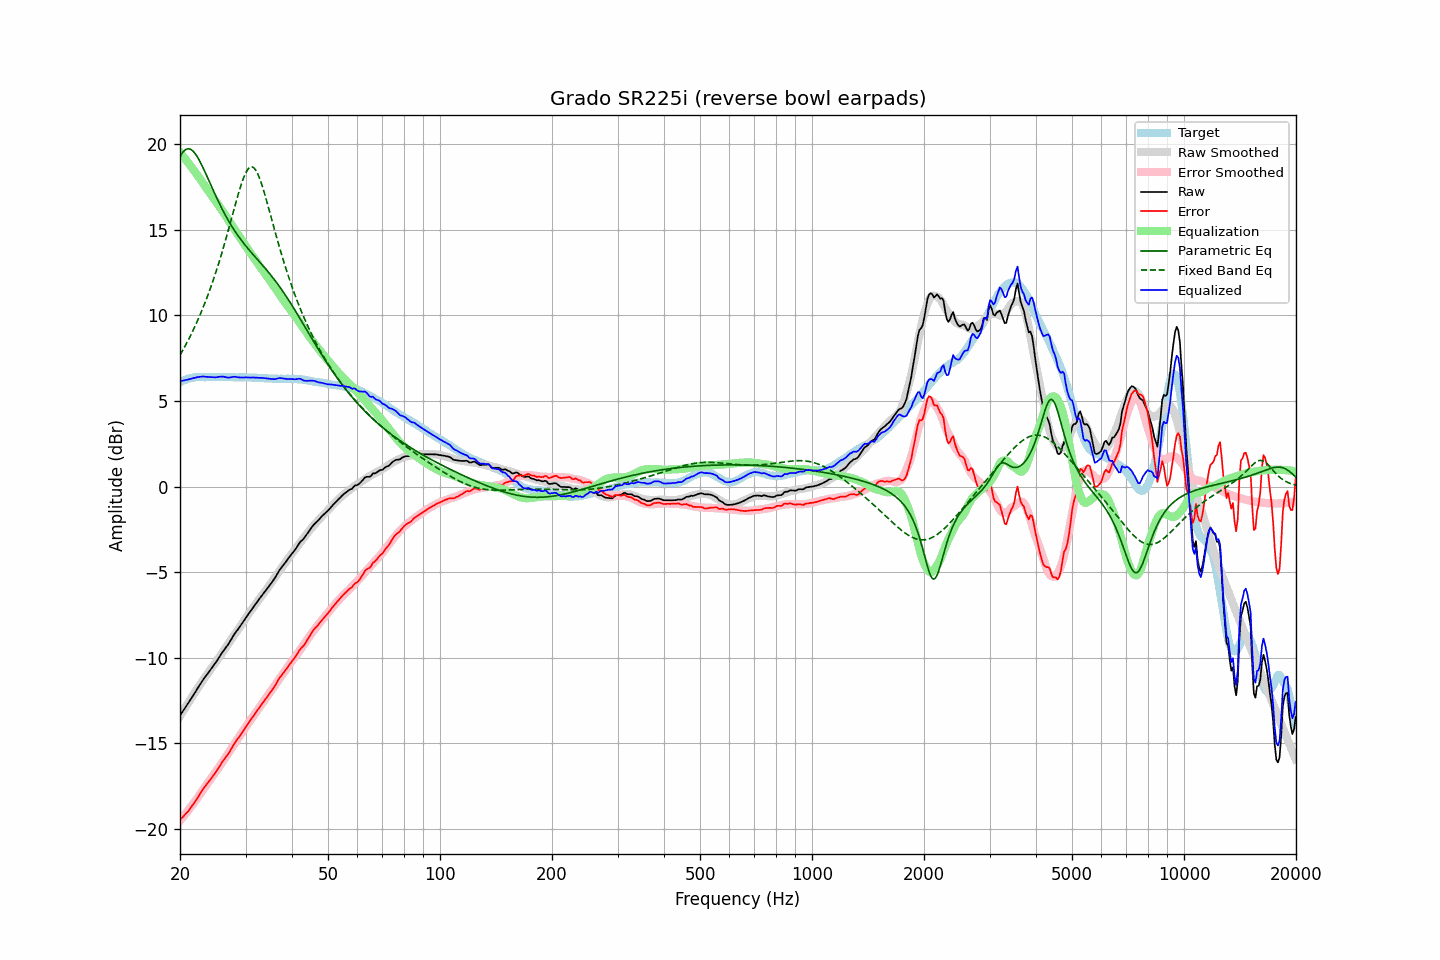 Grado SR225i (reverse bowl earpads)
Target
Raw Smoothed
Error Smoothed
Raw
Error
Equalization
Parametric Eq
Fixed Band Eq
Equalized
Amplitude (dBr)
20
15
10
5
0
−5
−10
−15
−20
20 50 100 200 500 1000 2000 5000 10000 20000
Frequency (Hz)